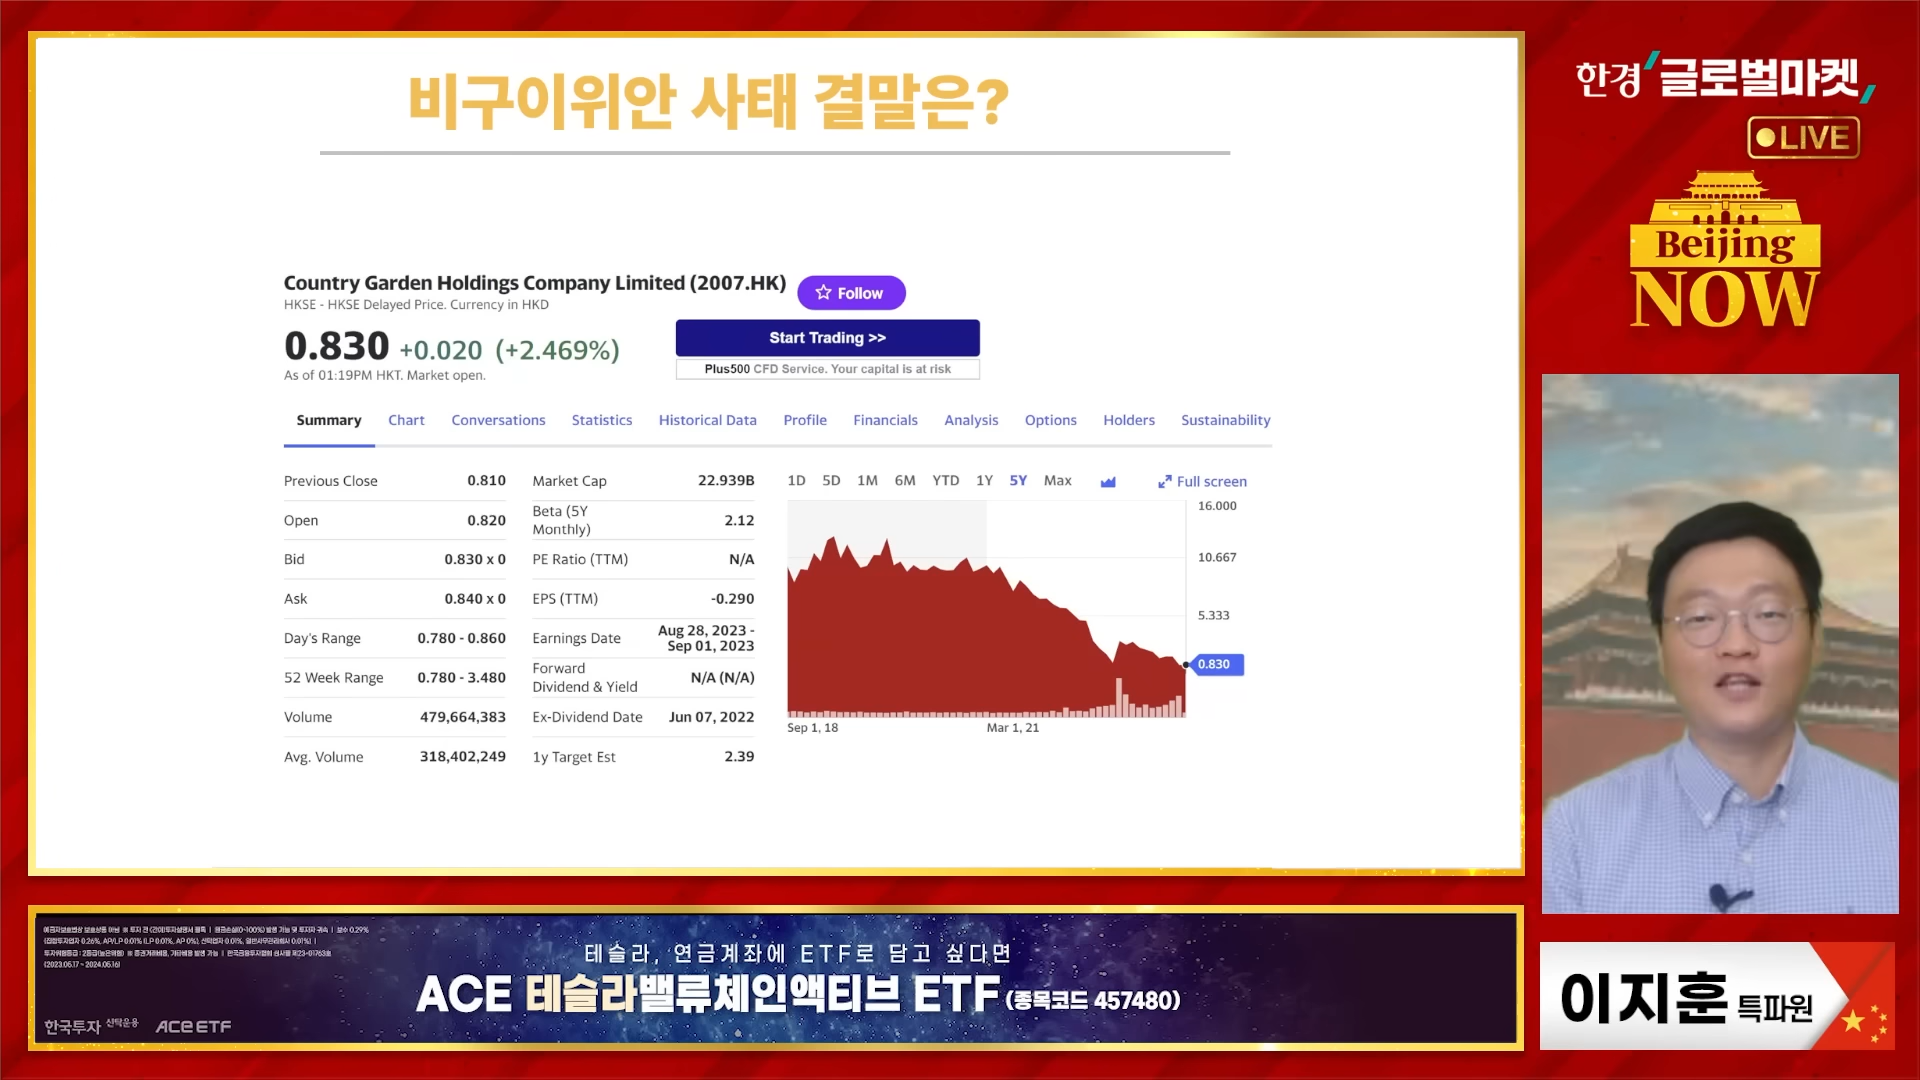 비구이위안 사태 결말은?
Country Garden Holdings Company Limited (2007.HK)
Follow
HKSE - HKSE Delayed Price. Currency in HKD
0.830 +0.020 (+2.469%)
As of 01:19PM HKT. Market open.
Start Trading >>
Plus500 CFD Service. Your capital is at risk
Summary Chart Conversations Statistics Historical Data Profile Financials Analysis Options Holders Sustainability
Previous Close 0.810
Open 0.820
Bid 0.830 x 0
Ask 0.840 x 0
Day's Range 0.780 - 0.860
52 Week Range 0.780 - 3.480
Volume 479,664,383
Avg. Volume 318,402,249
Market Cap 22.939B
Beta (5Y
Monthly) 2.12
PE Ratio (TTM) N/A
EPS (TTM) -0.290
Earnings Date Aug 28, 2023 -
Sep 01, 2023
Forward
Dividend & Yield N/A (N/A)
Ex-Dividend Date Jun 07, 2022
1y Target Est 2.39
1D 5D 1M 6M YTD 1Y 5Y Max
Full screen
16.000
10.667
5.333
0.830
Sep 1, 18 Mar 1, 21
한경 글로벌마켓
LIVE
Beijing
NOW
이지훈 특파원
테슬라, 연금계좌에 ETF로 담고 싶다면
ACE 테슬라밸류체인액티브 ETF (종목코드 457480)
(2023.05.17 ~ 2024.05.16)
한국투자 신탁운용 ACE ETF